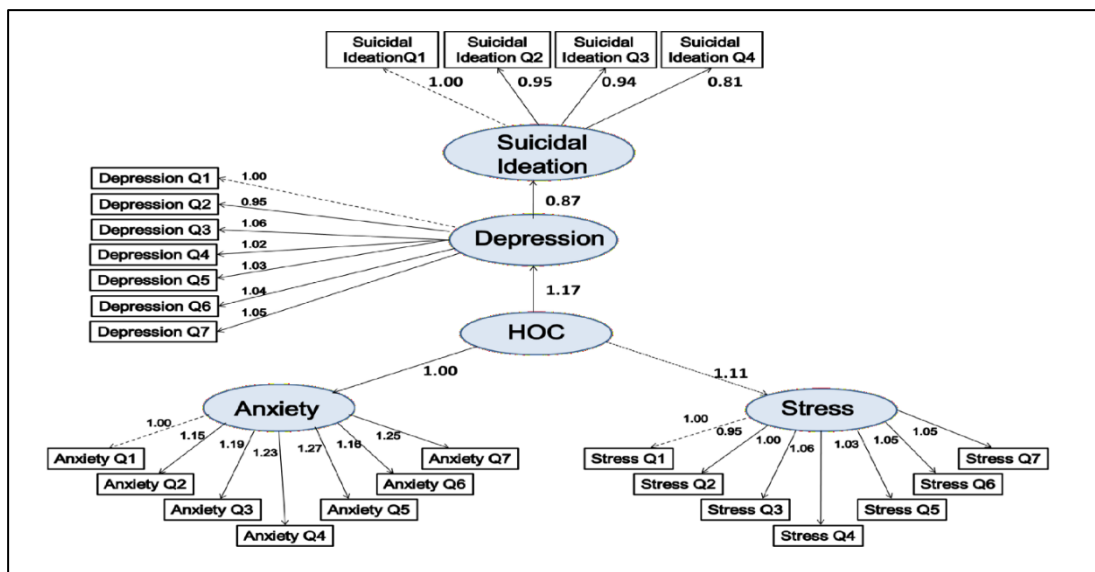 Suicidal
IdeationQ1
Suicidal
Ideation Q2
Suicidal
Ideation Q3
Suicidal
Ideation Q4
1.00
0.95
0.94
0.81
Suicidal
Ideation
0.87
Depression Q1
Depression Q2
Depression Q3
Depression Q4
Depression Q5
Depression Q6
Depression Q7
1.00
0.95
1.06
1.02
1.03
1.04
1.05
Depression
1.17
HOC
1.00
1.11
Anxiety
1.00
1.15
1.19
1.23
1.27
1.16
1.25
Anxiety Q1
Anxiety Q2
Anxiety Q3
Anxiety Q4
Anxiety Q5
Anxiety Q6
Anxiety Q7
Stress
1.00
0.95
1.00
1.06
1.03
1.05
1.05
Stress Q1
Stress Q2
Stress Q3
Stress Q4
Stress Q5
Stress Q6
Stress Q7